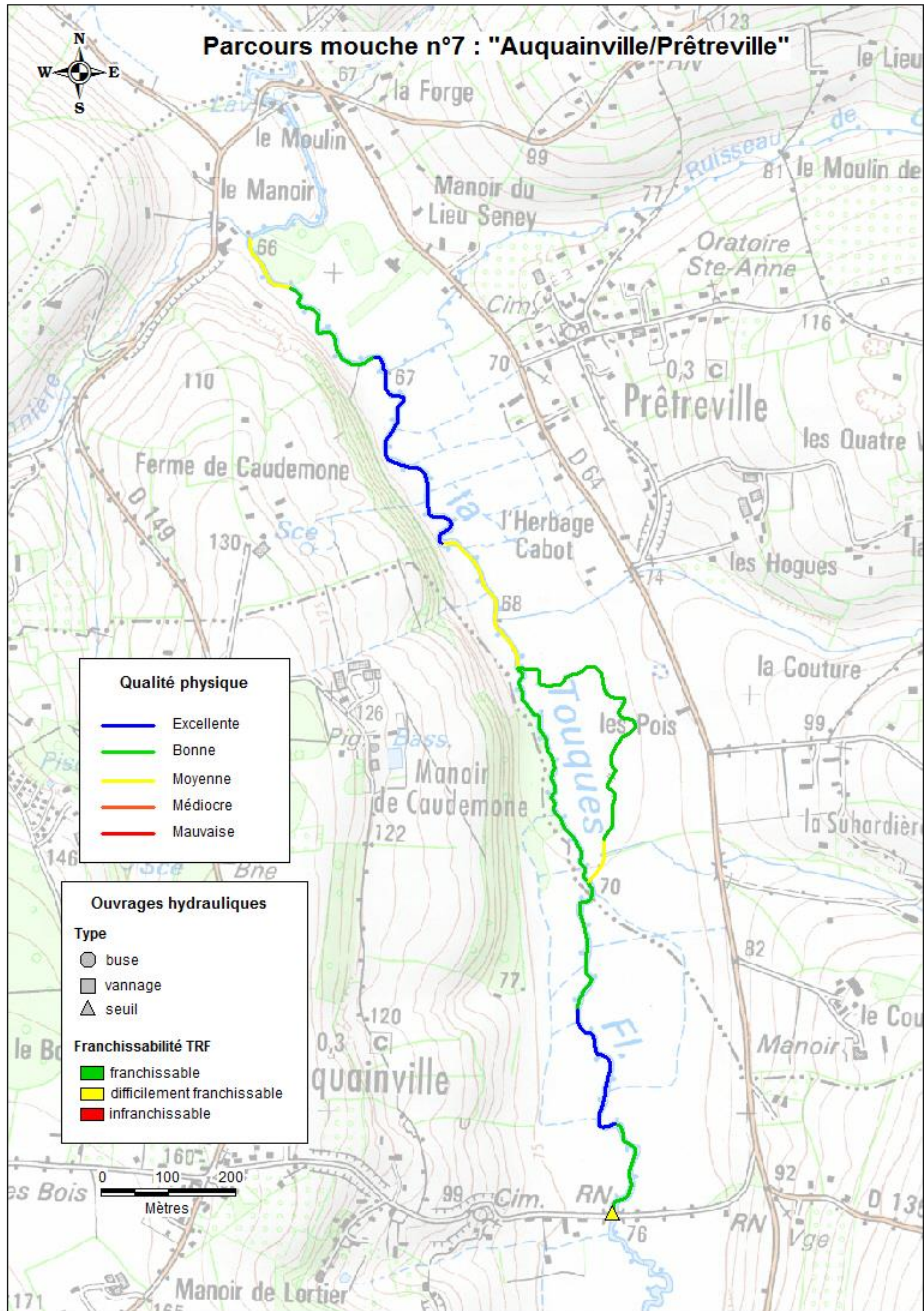 Parcours mouche n°7 : "Auquainville/Prêtreville"
N
W E
S
123
RN
le Lieu
67
la Forge
le Moulin
99
Ruisseau de
81
le Moulin de
77
le Manoir
Manoir du
Lieu Seney
66
Oratoire
Ste-Anne
Cim.
116
70
67
0,3 C
Prêtreville
110
les Quatre
Ferme de Caudemone
D 64
D 149
la
Sce
l'Herbage
Cabot
130
les Hogues
74
68
la Couture
Touques
les Pois
99
126
Pig
Bass.
Manoir
de Caudemone
la Suhardière
122
146
Sce
Bne
70
82
77
120
le Cou
Manoir
Fl.
le Bo
0,3 C
quainville
160
92
es Bois
99
Cim.
RN
D 135
76
RN
Vge
Manoir de Lortier
171
165
Qualité physique
Excellente
Bonne
Moyenne
Médiocre
Mauvaise
Ouvrages hydrauliques
Type
buse
vannage
seuil
Franchissabilité TRF
franchissable
difficilement franchissable
infranchissable
0 100 200
Mètres